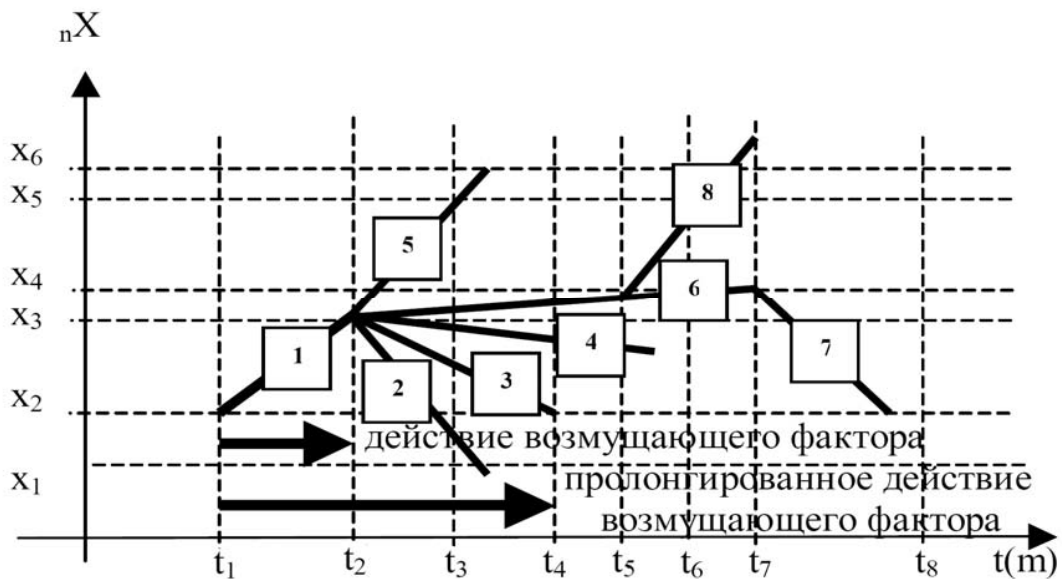 nX
x6
x5
8
5
x4
6
x3
1
4
7
2
3
x2
действие возмущающего фактора
x1
пролонгированное действие
возмущающего фактора
t1 t2 t3 t4 t5 t6 t7 t8 t(m)